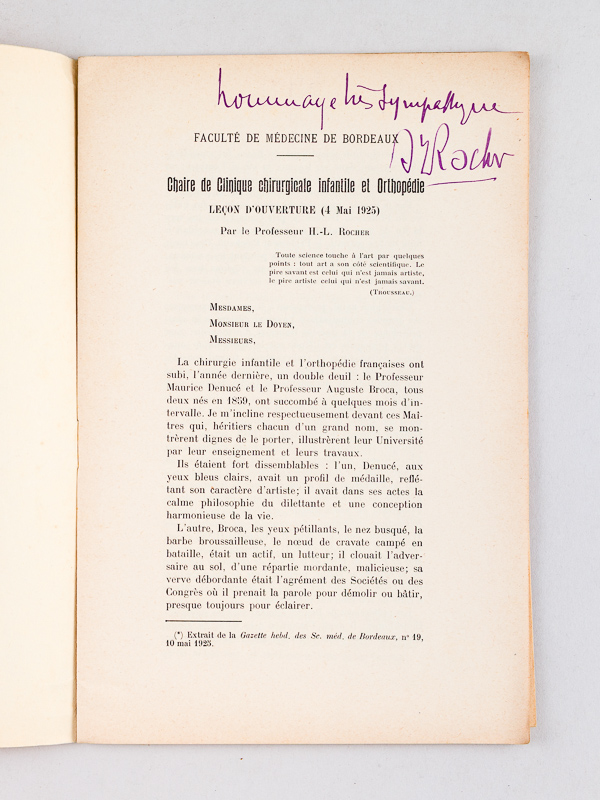 hommage très sympathique
Dr Rocher
FACULTÉ DE MÉDECINE DE BORDEAUX
Chaire de Clinique chirurgicale infantile et Orthopédie
LEÇON D'OUVERTURE (4 Mai 1925)
Par le Professeur H.-L. ROCHER
Toute science touche à l'art par quelques
points : tout art a son côté scientifique. Le
pire savant est celui qui n'est jamais artiste,
le pire artiste celui qui n'est jamais savant.
(TROUSSEAU.)
MESDAMES,
MONSIEUR LE DOYEN,
MESSIEURS,
La chirurgie infantile et l'orthopédie françaises ont
subi, l'année dernière, un double deuil : le Professeur
Maurice Denucé et le Professeur Auguste Broca, tous
deux nés en 1859, ont succombé à quelques mois d'in-
tervalle. Je m'incline respectueusement devant ces Maî-
tres qui, héritiers chacun d'un grand nom, se mon-
trèrent dignes de le porter, illustrèrent leur Université
par leur enseignement et leurs travaux.
Ils étaient fort dissemblables : l'un, Denucé, aux
yeux bleus clairs, avait un profil de médaille, reflé-
tant son caractère d'artiste; il avait dans ses actes la
calme philosophie du dilettante et une conception
harmonieuse de la vie.
L'autre, Broca, les yeux pétillants, le nez busqué, la
barbe broussailleuse, le nœud de cravate campé en
bataille, était un actif, un lutteur; il clouait l'adver-
saire au sol, d'une répartie mordante, malicieuse; sa
verve débordante était l'agrément des Sociétés ou des
Congrès où il prenait la parole pour démolir ou bâtir,
presque toujours pour éclairer.
(*) Extrait de la Gazette hebd. des Sc. méd. de Bordeaux, n° 19,
10 mai 1925.